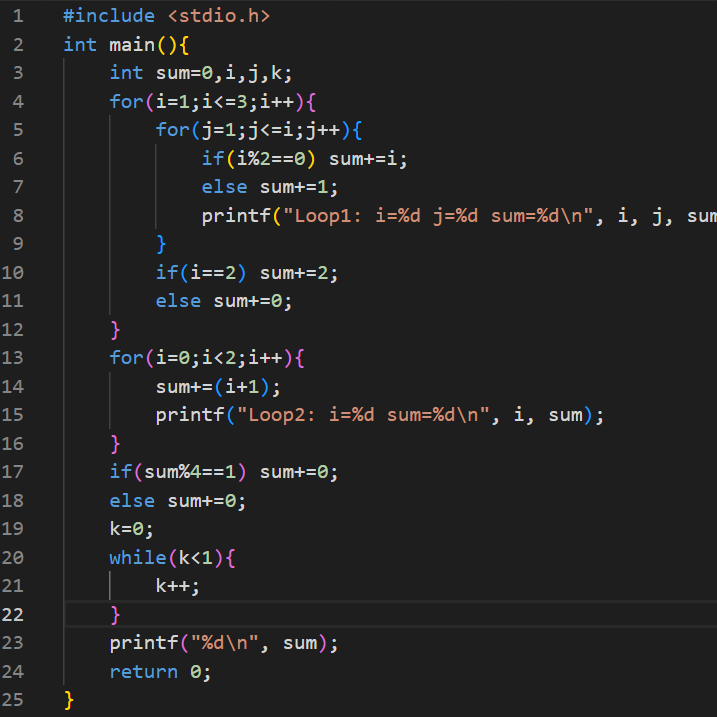 1 #include <stdio.h>
2 int main(){
3     int sum=0,i,j,k;
4     for(i=1;i<=3;i++){
5         for(j=1;j<=i;j++){
6             if(i%2==0) sum+=i;
7             else sum+=1;
8             printf("Loop1: i=%d j=%d sum=%d\n", i, j, sum
9         }
10         if(i==2) sum+=2;
11         else sum+=0;
12     }
13     for(i=0;i<2;i++){
14         sum+=(i+1);
15         printf("Loop2: i=%d sum=%d\n", i, sum);
16     }
17     if(sum%4==1) sum+=0;
18     else sum+=0;
19     k=0;
20     while(k<1){
21         k++;
22     }
23     printf("%d\n", sum);
24     return 0;
25 }